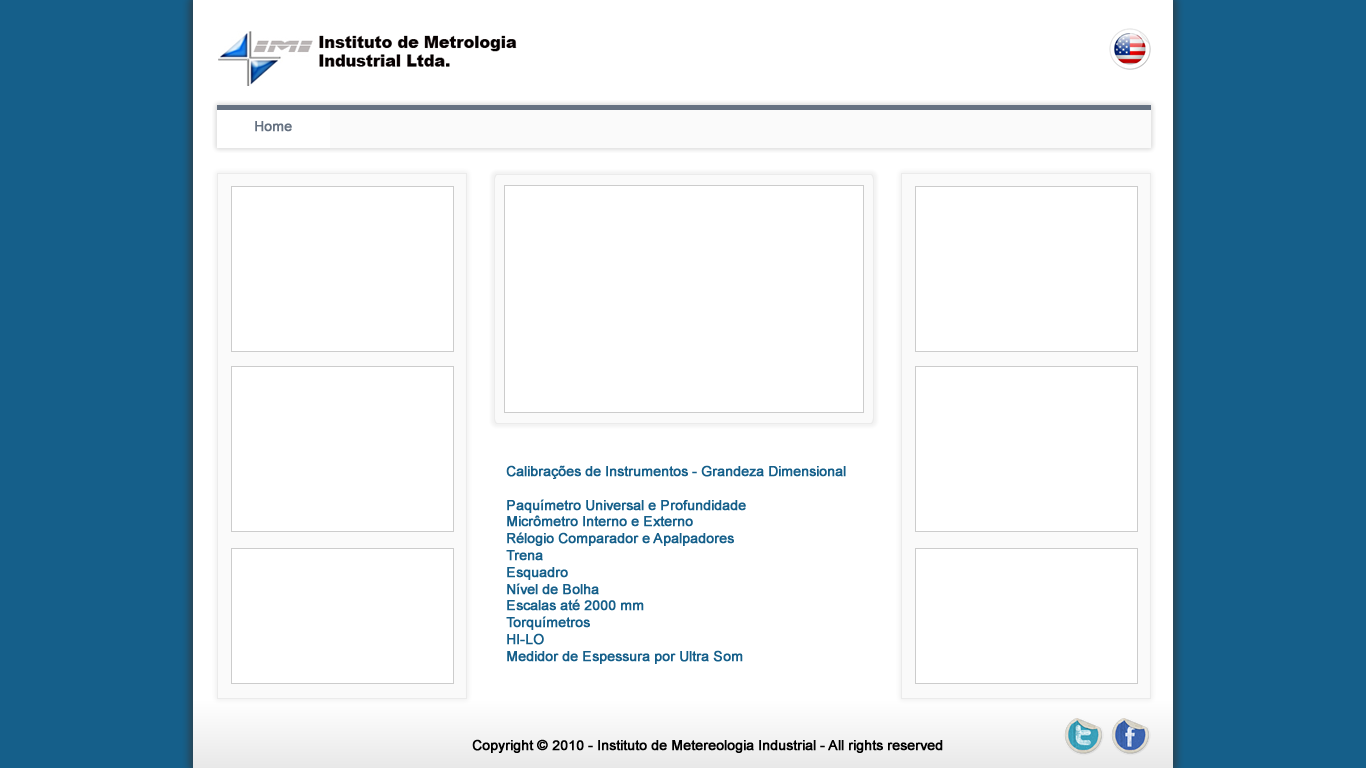 IMI
Instituto de Metrologia
Industrial Ltda.
Home
Calibrações de Instrumentos - Grandeza Dimensional
Paquímetro Universal e Profundidade
Micrômetro Interno e Externo
Rélogio Comparador e Apalpadores
Trena
Esquadro
Nível de Bolha
Escalas até 2000 mm
Torquímetros
HI-LO
Medidor de Espessura por Ultra Som
Copyright © 2010 - Instituto de Metereologia Industrial - All rights reserved